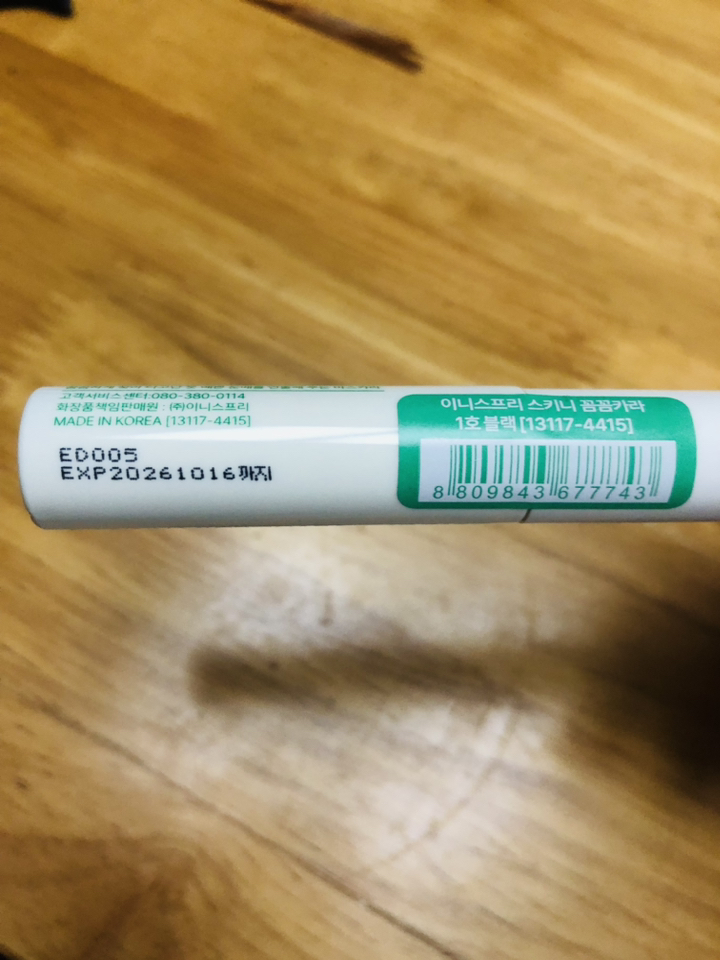 고객서비스센터:080-380-0114
화장품책임판매원 : ㈜이니스프리
MADE IN KOREA [13117-4415]
ED005
EXP20261016까지
이니스프리 스키니 꼼꼼카라
1호 블랙 [13117-4415]
8 809843 677743